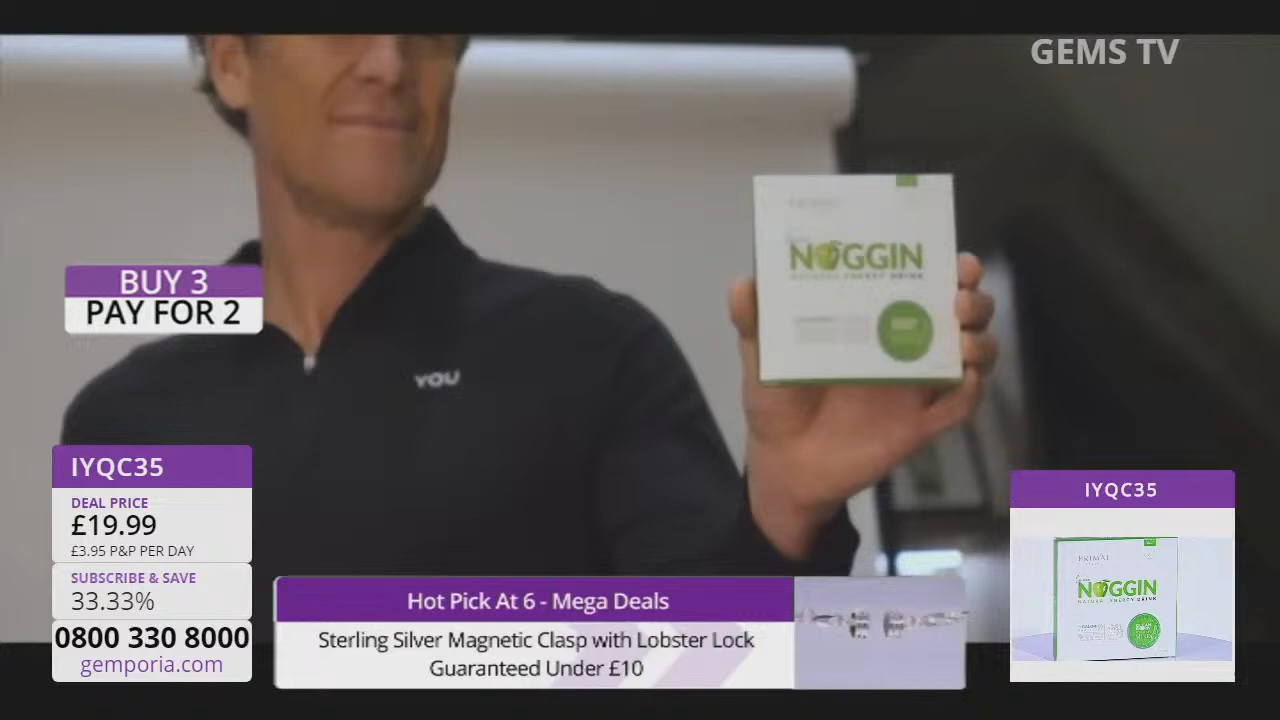 GEMS TV
NOGGIN
NATURAL ENERGY DRINK
BUY 3
PAY FOR 2
YOU
IYQC35
DEAL PRICE
£19.99
£3.95 P&P PER DAY
SUBSCRIBE & SAVE
33.33%
0800 330 8000
gemporia.com
Hot Pick At 6 - Mega Deals
Sterling Silver Magnetic Clasp with Lobster Lock
Guaranteed Under £10
IYQC35
PRIMAL
NOGGIN
NATURAL ENERGY DRINK